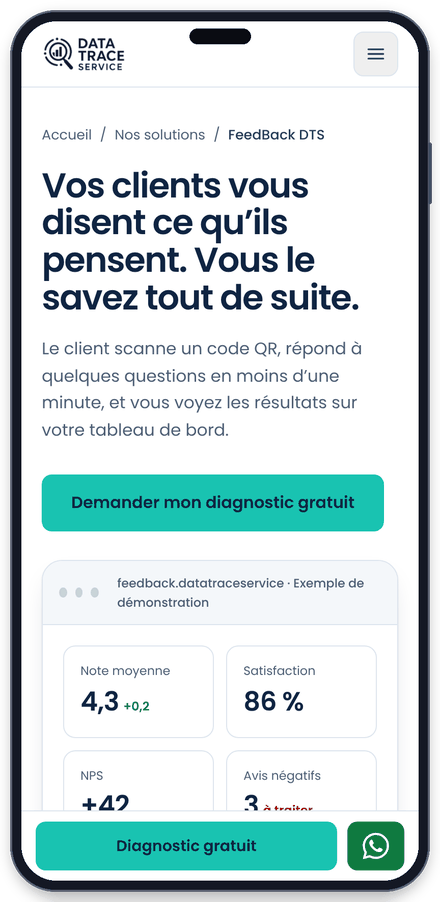 DATA
TRACE
SERVICE
Accueil / Nos solutions / FeedBack DTS
Vos clients vous
disent ce qu’ils
pensent. Vous le
savez tout de suite.
Le client scanne un code QR, répond à
quelques questions en moins d’une
minute, et vous voyez les résultats sur
votre tableau de bord.
Demander mon diagnostic gratuit
feedback.datatraceservice · Exemple de
démonstration
Note moyenne
4,3 +0,2
Satisfaction
86 %
NPS
+42
Avis négatifs
3 à traiter
Diagnostic gratuit